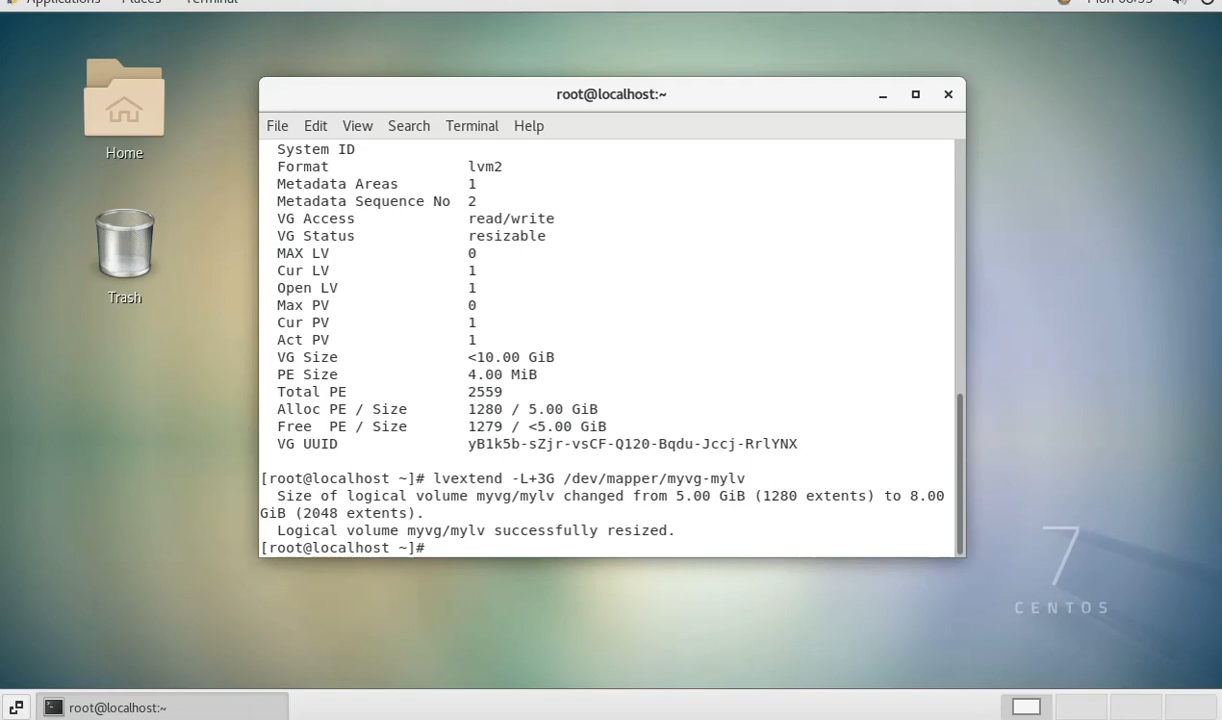 Applications Places Terminal
Home
Trash
root@localhost:~
File Edit View Search Terminal Help
System ID
Format lvm2
Metadata Areas 1
Metadata Sequence No 2
VG Access read/write
VG Status resizable
MAX LV 0
Cur LV 1
Open LV 1
Max PV 0
Cur PV 1
Act PV 1
VG Size <10.00 GiB
PE Size 4.00 MiB
Total PE 2559
Alloc PE / Size 1280 / 5.00 GiB
Free PE / Size 1279 / <5.00 GiB
VG UUID yB1k5b-sZjr-vsCF-Q120-Bqdu-Jccj-RrlYNX
[root@localhost ~]# lvextend -L+3G /dev/mapper/myvg-mylv
Size of logical volume myvg/mylv changed from 5.00 GiB (1280 extents) to 8.00
GiB (2048 extents).
Logical volume myvg/mylv successfully resized.
[root@localhost ~]#
7
CENTOS
root@localhost:~